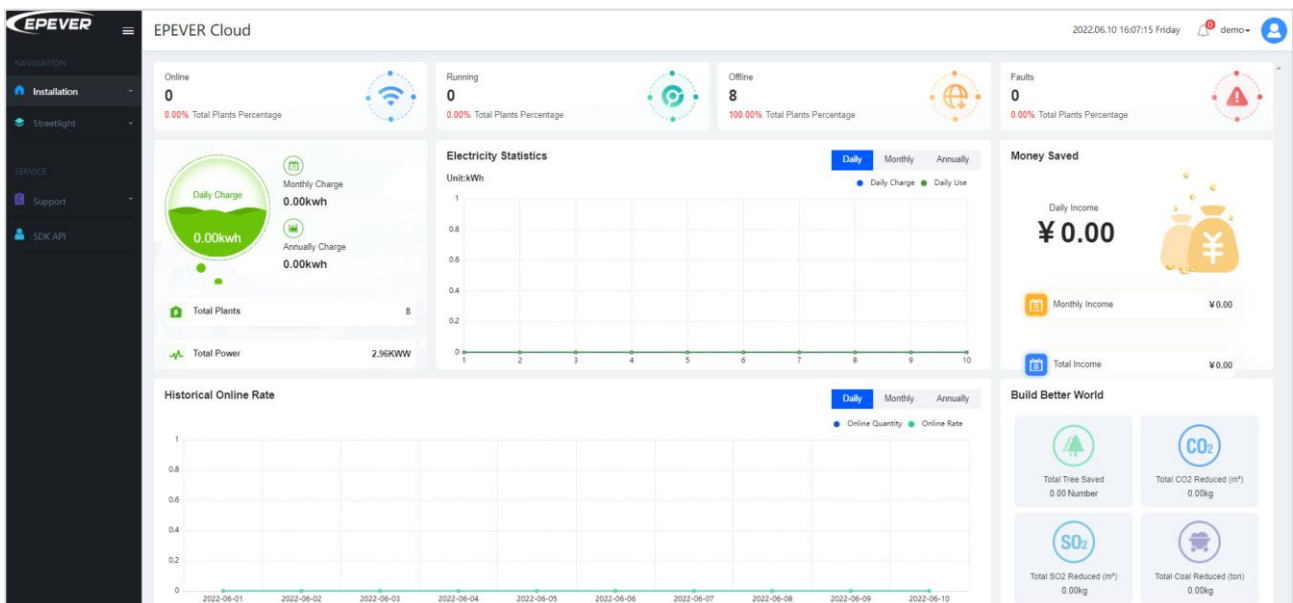 EPEVER
EPEVER Cloud
2022.06.10 16:07:15 Friday
0
demo
NAVIGATION
Installation
Streetlight
SERVICE
Support
SDK API
Online
0
0.00% Total Plants Percentage
Running
0
0.00% Total Plants Percentage
Offline
8
100.00% Total Plants Percentage
Faults
0
0.00% Total Plants Percentage
Daily Charge
0.00kwh
Monthly Charge
0.00kwh
Annually Charge
0.00kwh
Total Plants 8
Total Power 2.96KWW
Electricity Statistics
Daily Monthly Annually
Unit:kWh
Daily Charge Daily Use
1
0.8
0.6
0.4
0.2
0
1 2 3 4 5 6 7 8 9 10
Money Saved
Daily Income
¥ 0.00
Monthly Income ¥0.00
Total Income ¥0.00
Historical Online Rate
Daily Monthly Annually
Online Quantity Online Rate
1
0.8
0.6
0.4
0.2
0
2022-06-01 2022-06-02 2022-06-03 2022-06-04 2022-06-05 2022-06-06 2022-06-07 2022-06-08 2022-06-09 2022-06-10
Build Better World
Total Tree Saved
0.00 Number
CO₂
Total CO2 Reduced (m³)
0.00kg
SO₂
Total SO2 Reduced (m³)
0.00kg
Total Coal Reduced (ton)
0.00kg